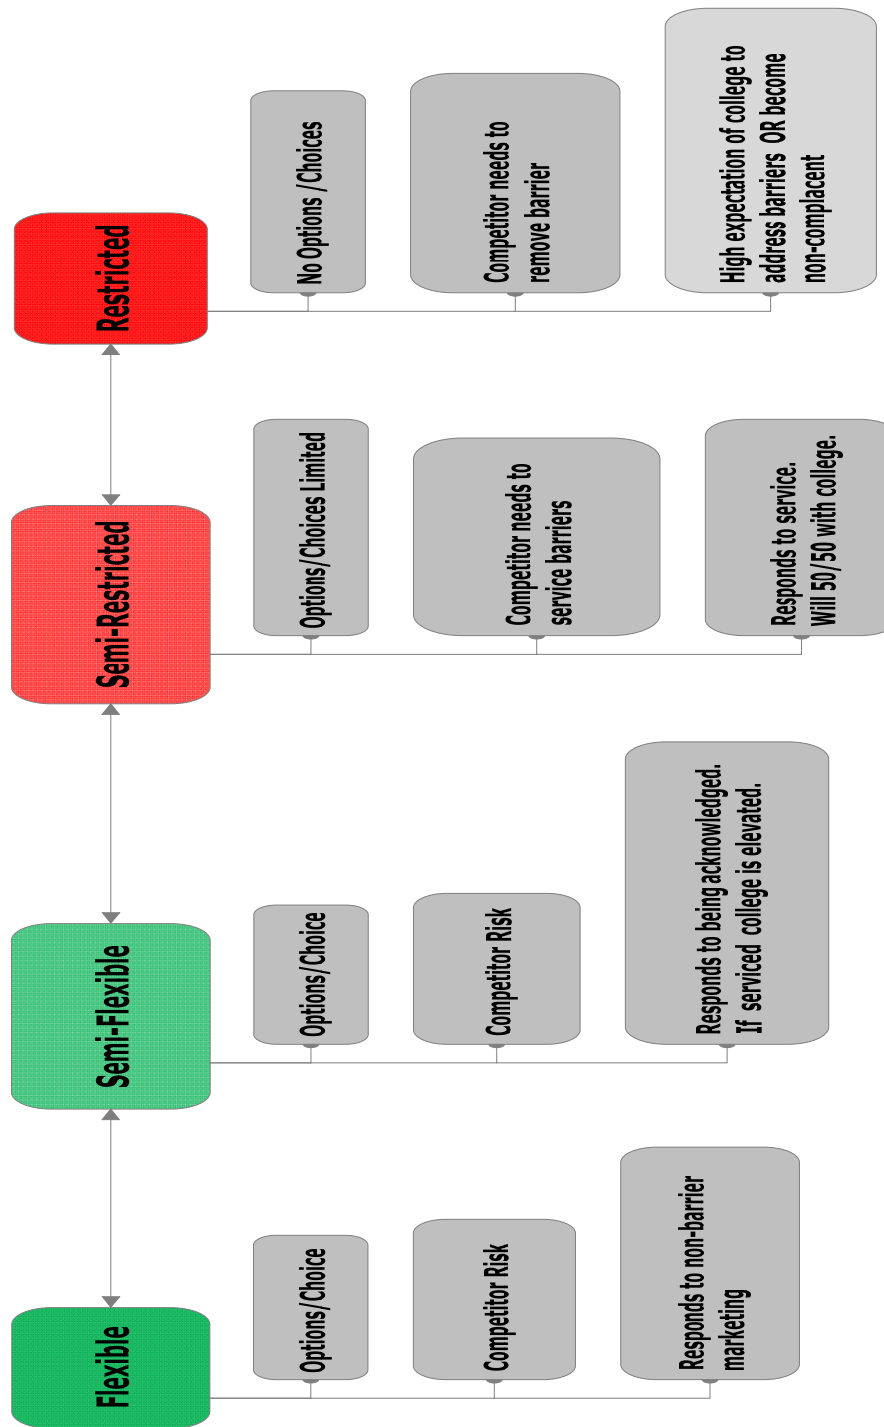 Flexible
Options/Choice
Competitor Risk
Responds to non-barrier
marketing
Semi-Flexible
Options/Choice
Competitor Risk
Responds to being acknowledged.
If serviced college is elevated.
Semi-Restricted
Options/Choices Limited
Competitor needs to
service barriers
Responds to service.
Will 50/50 with college.
Restricted
No Options /Choices
Competitor needs to
remove barrier
High expectation of college to
address barriers OR become
non-complacent